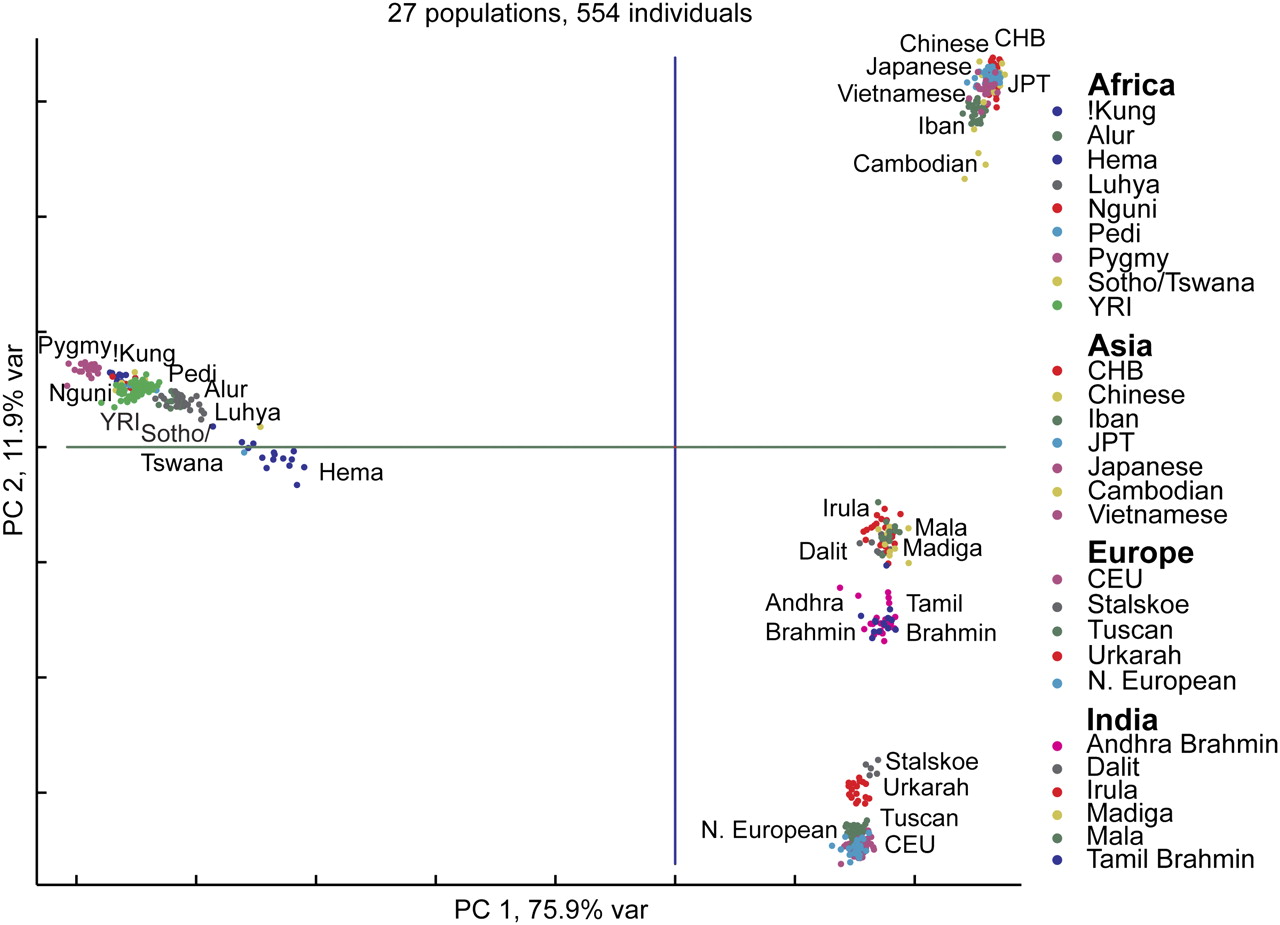 27 populations, 554 individuals
Chinese CHB
Japanese
JPT
Vietnamese
Iban
Cambodian
Pygmy !Kung
Pedi
Nguni
Alur
YRI
Luhya
Sotho/
Tswana
Hema
Irula
Mala
Dalit
Madiga
Andhra
Brahmin
Tamil
Brahmin
Stalskoe
Urkarah
Tuscan
N. European
CEU
PC 2, 11.9% var
PC 1, 75.9% var
Africa
!Kung
Alur
Hema
Luhya
Nguni
Pedi
Pygmy
Sotho/Tswana
YRI
Asia
CHB
Chinese
Iban
JPT
Japanese
Cambodian
Vietnamese
Europe
CEU
Stalskoe
Tuscan
Urkarah
N. European
India
Andhra Brahmin
Dalit
Irula
Madiga
Mala
Tamil Brahmin